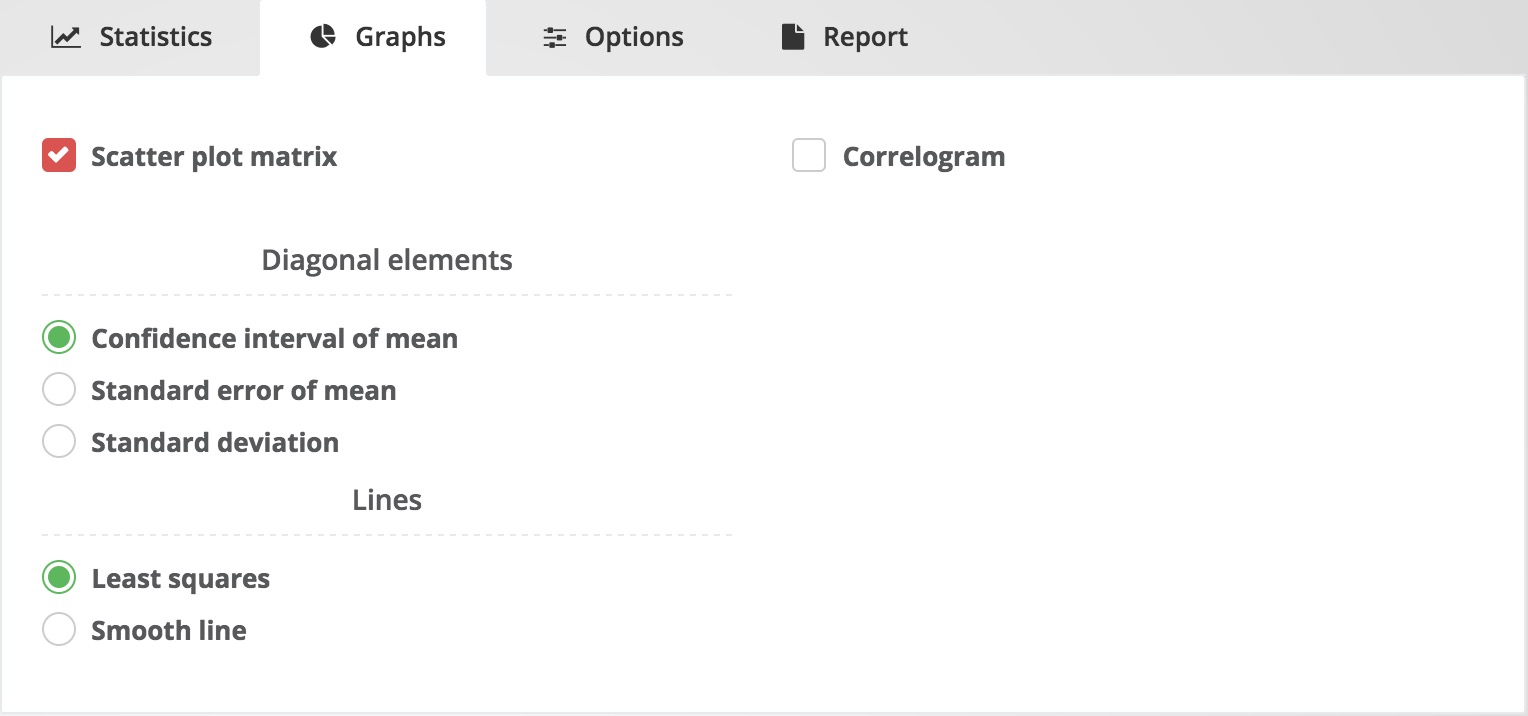 Statistics
Graphs
Options
Report
Scatter plot matrix
Correlogram
Diagonal elements
Confidence interval of mean
Standard error of mean
Standard deviation
Lines
Least squares
Smooth line